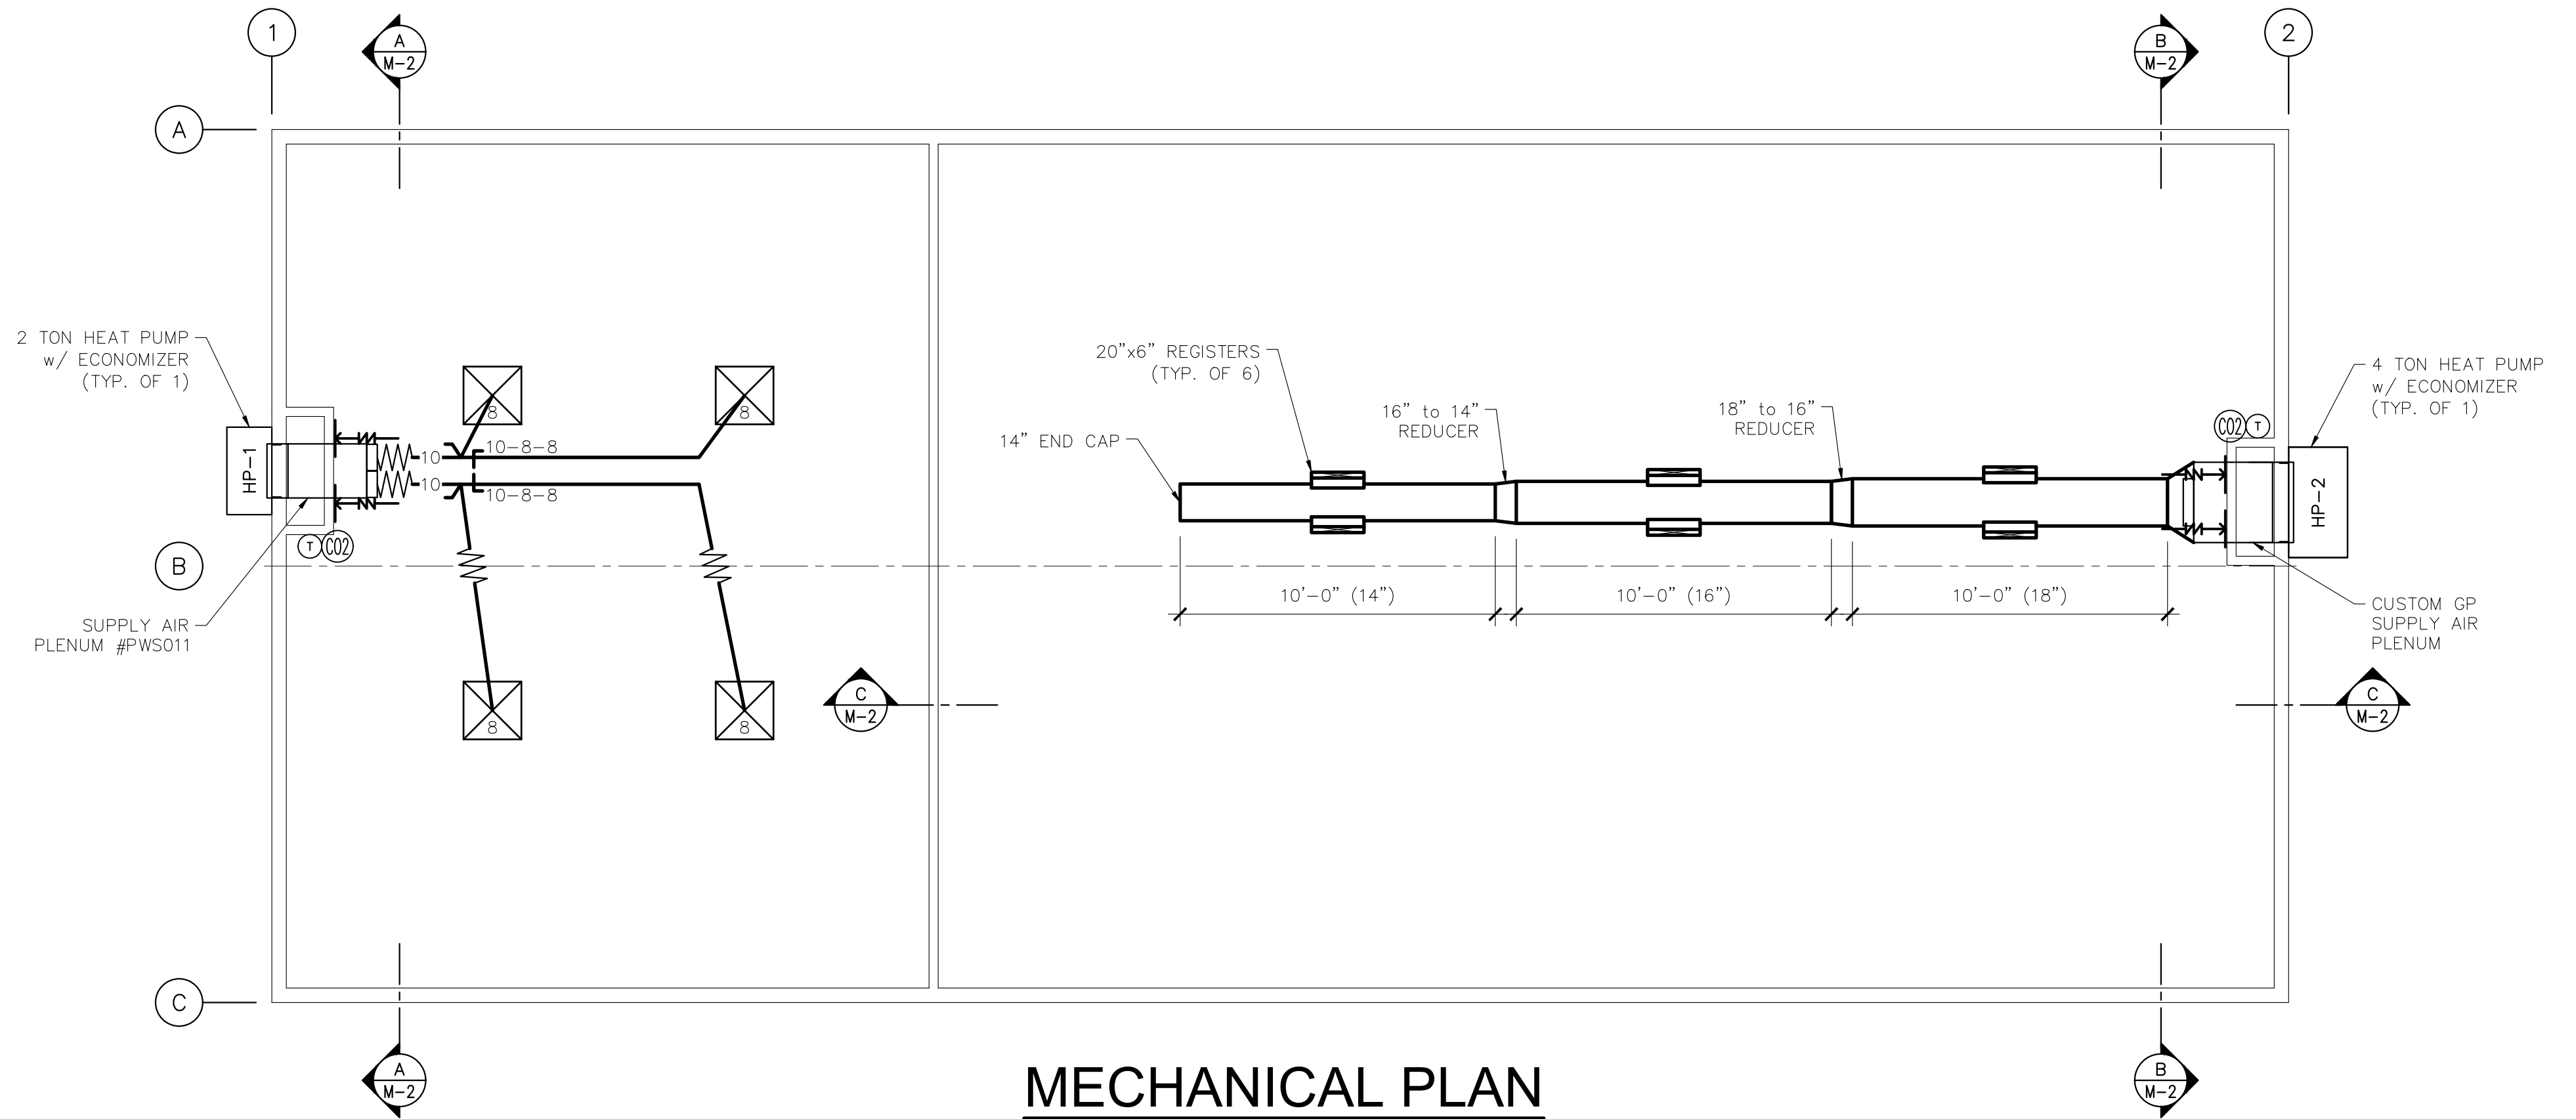 1
A
M-2
B
M-2
2
A
2 TON HEAT PUMP
w/ ECONOMIZER
(TYP. OF 1)
HP-1
8
8
10
10-8-8
10
10-8-8
T
CO2
B
SUPPLY AIR
PLENUM #PWS011
8
8
20"x6" REGISTERS
(TYP. OF 6)
14" END CAP
16" to 14"
REDUCER
18" to 16"
REDUCER
CO2
T
4 TON HEAT PUMP
w/ ECONOMIZER
(TYP. OF 1)
HP-2
10'-0" (14")
10'-0" (16")
10'-0" (18")
CUSTOM GP
SUPPLY AIR
PLENUM
C
M-2
C
M-2
C
A
M-2
B
M-2
MECHANICAL PLAN